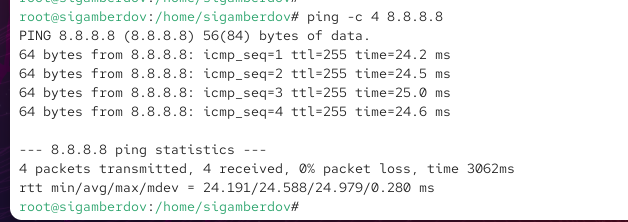 root@sigamberdov:/home/sigamberdov# ping -c 4 8.8.8.8
PING 8.8.8.8 (8.8.8.8) 56(84) bytes of data.
64 bytes from 8.8.8.8: icmp_seq=1 ttl=255 time=24.2 ms
64 bytes from 8.8.8.8: icmp_seq=2 ttl=255 time=24.5 ms
64 bytes from 8.8.8.8: icmp_seq=3 ttl=255 time=25.0 ms
64 bytes from 8.8.8.8: icmp_seq=4 ttl=255 time=24.6 ms
--- 8.8.8.8 ping statistics ---
4 packets transmitted, 4 received, 0% packet loss, time 3062ms
rtt min/avg/max/mdev = 24.191/24.588/24.979/0.280 ms
root@sigamberdov:/home/sigamberdov#